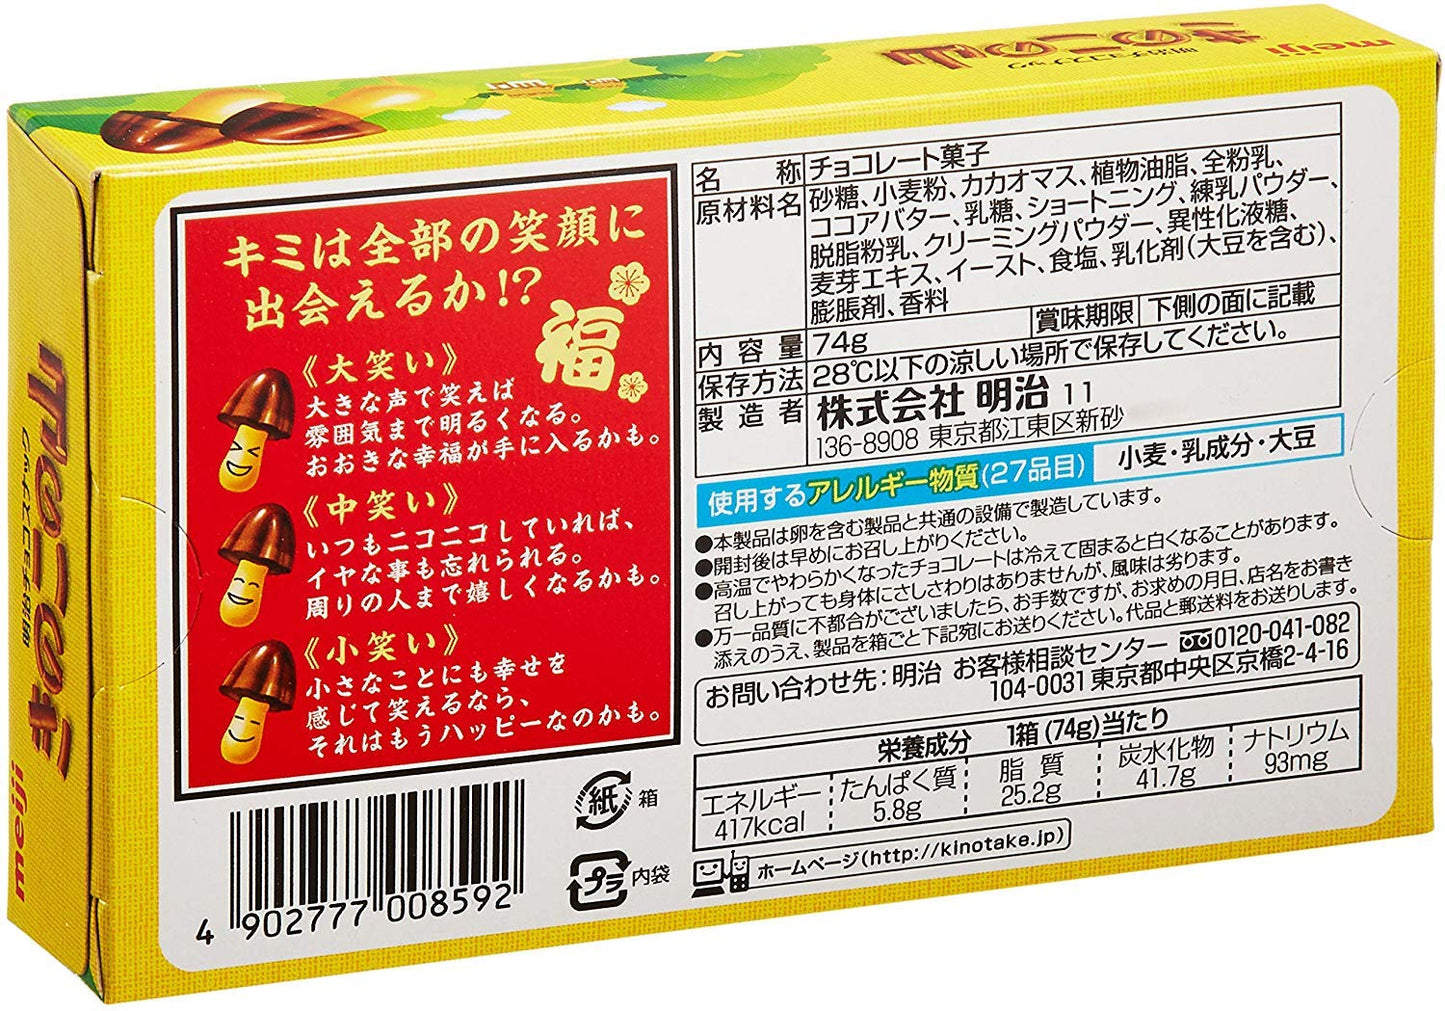 meiji
明治チョコスナック
きのこの山
きのこの山
meiji
キミは全部の笑顔に
出会えるか!?
福
《大笑い》
大きな声で笑えば
雰囲気まで明るくなる。
おおきな幸福が手に入るかも。
《中笑い》
いつもニコニコしていれば、
イヤな事も忘れられる。
周りの人まで嬉しくなるかも。
《小笑い》
小さなことにも幸せを
感じて笑えるなら、
それはもうハッピーなのかも。
名称 チョコレート菓子
原材料名 砂糖、小麦粉、カカオマス、植物油脂、全粉乳、
ココアバター、乳糖、ショートニング、練乳パウダー、
脱脂粉乳、クリーミングパウダー、異性化液糖、
麦芽エキス、イースト、食塩、乳化剤(大豆を含む)、
膨脹剤、香料
内容量 74g 賞味期限 下側の面に記載
保存方法 28℃以下の涼しい場所で保存してください。
製造者 株式会社 明治 11
136-8908 東京都江東区新砂
使用するアレルギー物質(27品目) 小麦・乳成分・大豆
●本製品は卵を含む製品と共通の設備で製造しています。
●開封後は早めにお召し上がりください。
●高温でやわらかくなったチョコレートは冷えて固まると白くなることがあります。
召し上がっても身体にさしさわりはありませんが、風味は劣ります。
●万一品質に不都合がございましたら、お手数ですが、お求めの月日、店名をお書き
添えのうえ、製品を箱ごと下記宛にお送りください。代品と郵送料をお送りします。
お問い合わせ先:明治 お客様相談センター 0120-041-082
104-0031 東京都中央区京橋2-4-16
栄養成分 1箱(74g)当たり
エネルギー たんぱく質 脂質 炭水化物 ナトリウム
417kcal 5.8g 25.2g 41.7g 93mg
ホームページ(http://kinotake.jp)
紙 箱
プラ 内袋
4 902777 008592